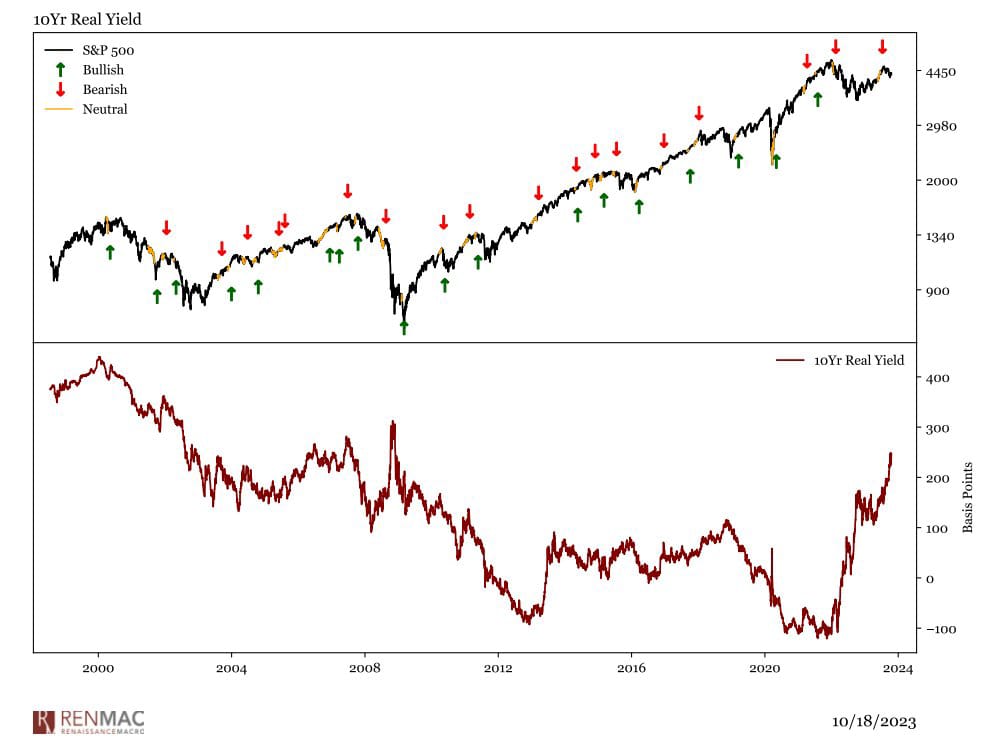 10Yr Real Yield
S&P 500
Bullish
Bearish
Neutral
4450
2980
2000
1340
900
10Yr Real Yield
400
300
200
100
0
−100
Basis Points
2000 2004 2008 2012 2016 2020 2024
RENMAC
RENAISSANCEMACRO
10/18/2023